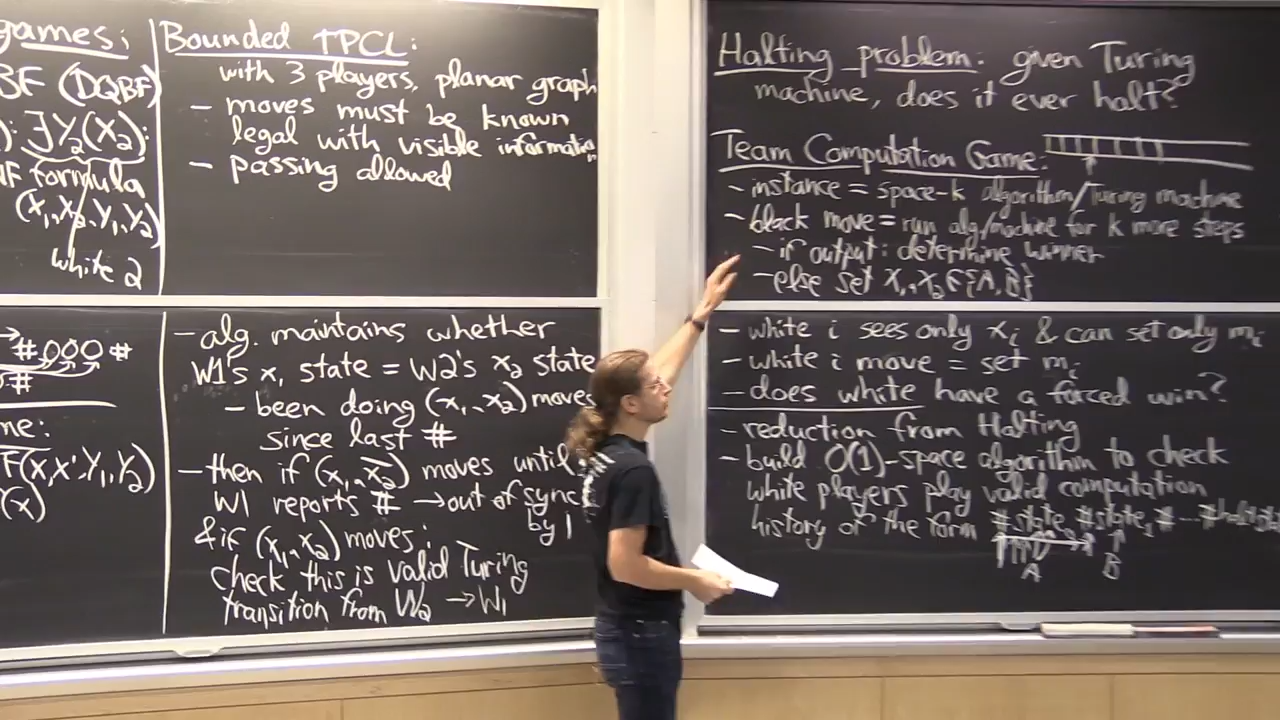 games:
BF (DQBF)
): ∃Y₂(X₂):
NF formula
(X₁,X₂,Y₁,Y₂)
white 2
Bounded TPCL:
with 3 players, planar graph
- moves must be known
legal with visible information
- passing allowed
#000#
#
me:
F(X,X',Y₁,Y₂)
(X)
- alg. maintains whether
W1's x₁ state = W2's x₂ state
- been doing (x₁,x₂) moves
since last #
- then if (x₁,x̄₂) moves until
W1 reports # → out of sync
by 1
& if (x₁,x₂) moves:
check this is valid Turing
transition from W₂ → W₁
Halting problem: given Turing
machine, does it ever halt?
Team Computation Game:
- instance = space-k algorithm/Turing machine
- black move = run alg/machine for k more steps
- if output: determine winner
- else set x₁,x₂∈{A,B}
- white i sees only xᵢ & can set only mᵢ
- white i move = set mᵢ
- does white have a forced win?
- reduction from Halting
- build O(1)-space algorithm to check
white players play valid computation
history of the form #state₀#state₁#...#halt
A B